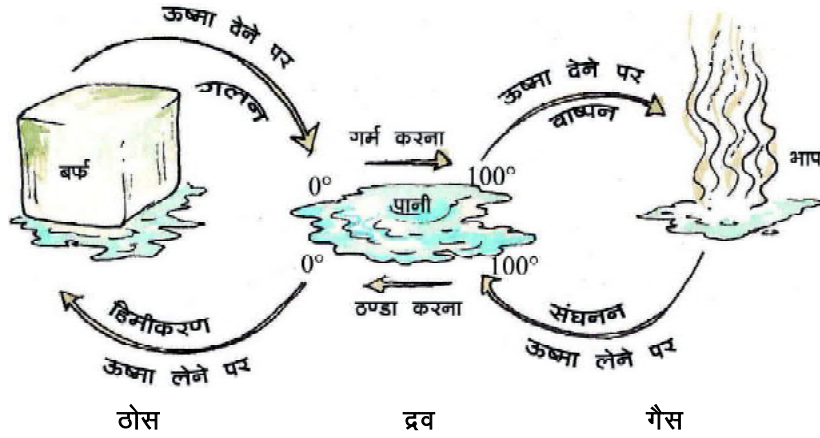 ऊष्मा देने पर
गलन
ऊष्मा देने पर
वाष्पन
गर्म करना
0°
100°
बर्फ
पानी
भाप
0°
100°
ठण्डा करना
हिमीकरण
ऊष्मा लेने पर
संघनन
ऊष्मा लेने पर
ठोस
द्रव
गैस